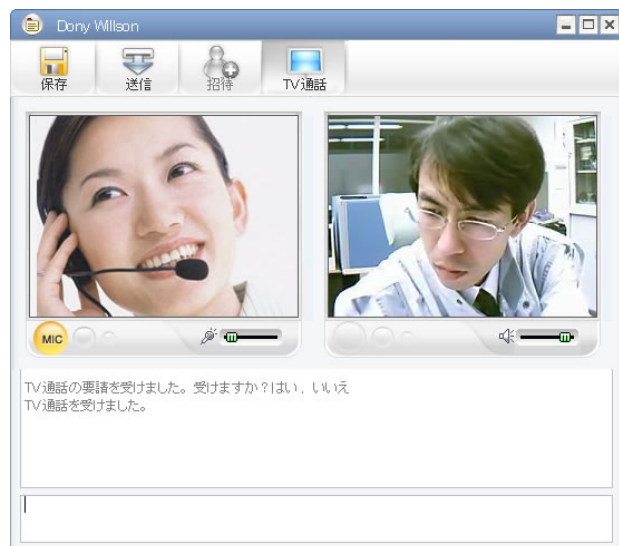 Dony Willson
保存 送信 招待 TV通話
MIC
TV通話の要請を受けました。受けますか？はい, いいえ
TV通話を受けました。